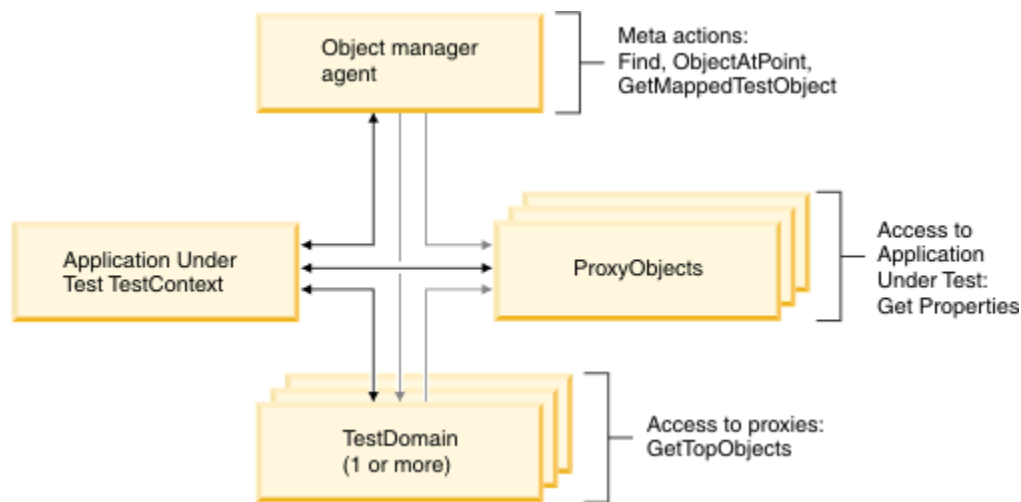 Object manager
agent
Meta actions:
Find, ObjectAtPoint,
GetMappedTestObject
Application Under
Test TestContext
ProxyObjects
Access to
Application
Under Test:
Get Properties
TestDomain
(1 or more)
Access to proxies:
GetTopObjects